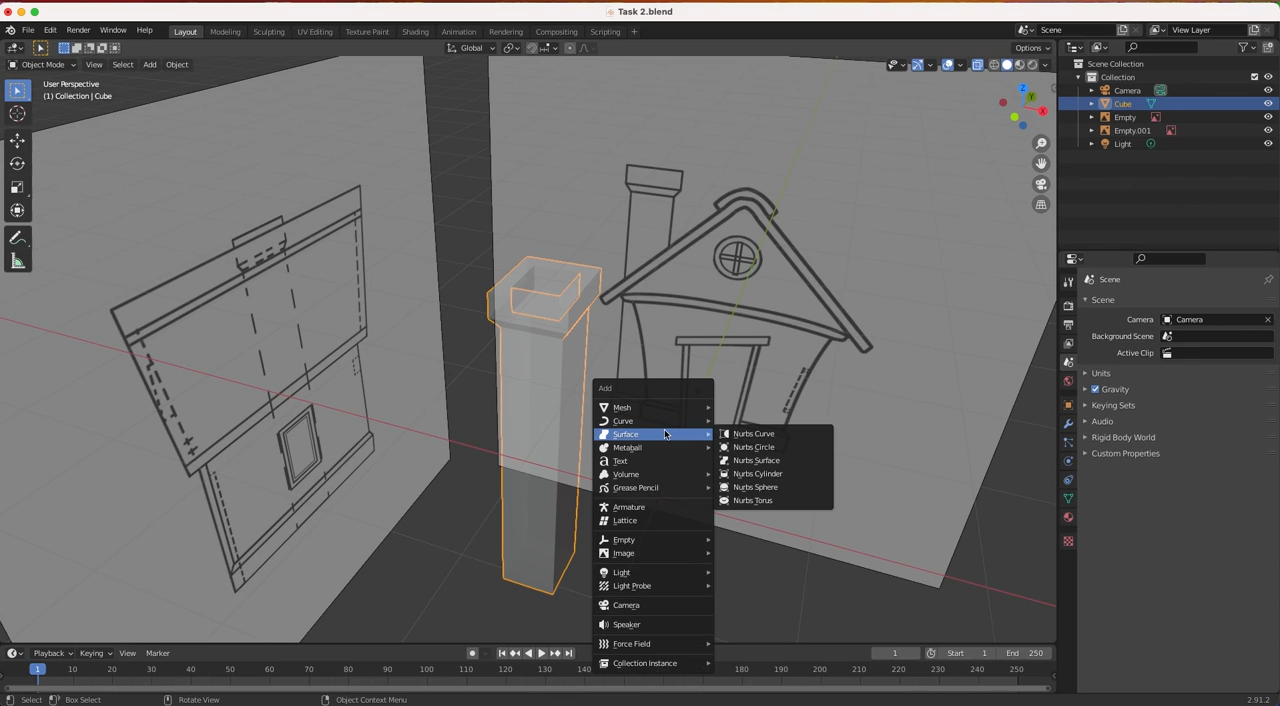 Task 2.blend
File Edit Render Window Help
Layout Modeling Sculpting UV Editing Texture Paint Shading Animation Rendering Compositing Scripting +
Scene
View Layer
Global
Options
Object Mode View Select Add Object
User Perspective
(1) Collection | Cube
Z
Y
X
Scene Collection
Collection
Camera
Cube
Empty
Empty.001
Light
Add
Mesh
Curve
Surface
Metaball
Text
Volume
Grease Pencil
Armature
Lattice
Empty
Image
Light
Light Probe
Camera
Speaker
Force Field
Collection Instance
Nurbs Curve
Nurbs Circle
Nurbs Surface
Nurbs Cylinder
Nurbs Sphere
Nurbs Torus
Scene
Scene
Camera Camera
Background Scene
Active Clip
Units
Gravity
Keying Sets
Audio
Rigid Body World
Custom Properties
Playback Keying View Marker
1 Start 1 End 250
1 10 20 30 40 50 60 70 80 90 100 110 120 130 140 180 190 200 210 220 230 240 250
Select Box Select Rotate View Object Context Menu
2.91.2